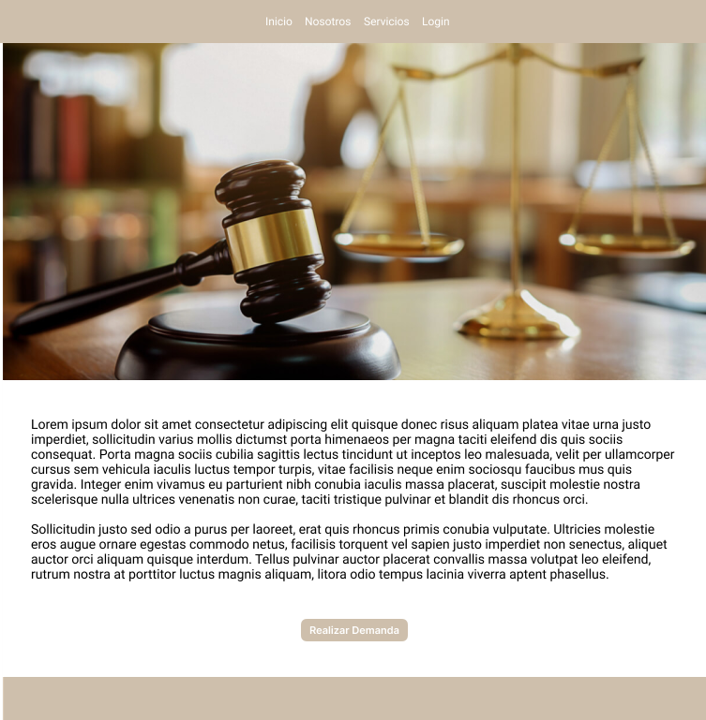 Inicio Nosotros Servicios Login
Lorem ipsum dolor sit amet consectetur adipiscing elit quisque donec risus aliquam platea vitae urna justo
imperdiet, sollicitudin varius mollis dictumst porta himenaeos per magna taciti eleifend dis quis sociis
consequat. Porta magna sociis cubilia sagittis lectus tincidunt ut inceptos leo malesuada, velit per ullamcorper
cursus sem vehicula iaculis luctus tempor turpis, vitae facilisis neque enim sociosqu faucibus mus quis
gravida. Integer enim vivamus eu parturient nibh conubia iaculis massa placerat, suscipit molestie nostra
scelerisque nulla ultrices venenatis non curae, taciti tristique pulvinar et blandit dis rhoncus orci.
Sollicitudin justo sed odio a purus per laoreet, erat quis rhoncus primis conubia vulputate. Ultricies molestie
eros augue ornare egestas commodo netus, facilisis torquent vel sapien justo imperdiet non senectus, aliquet
auctor orci aliquam quisque interdum. Tellus pulvinar auctor placerat convallis massa volutpat leo eleifend,
rutrum nostra at porttitor luctus magnis aliquam, litora odio tempus lacinia viverra aptent phasellus.
Realizar Demanda